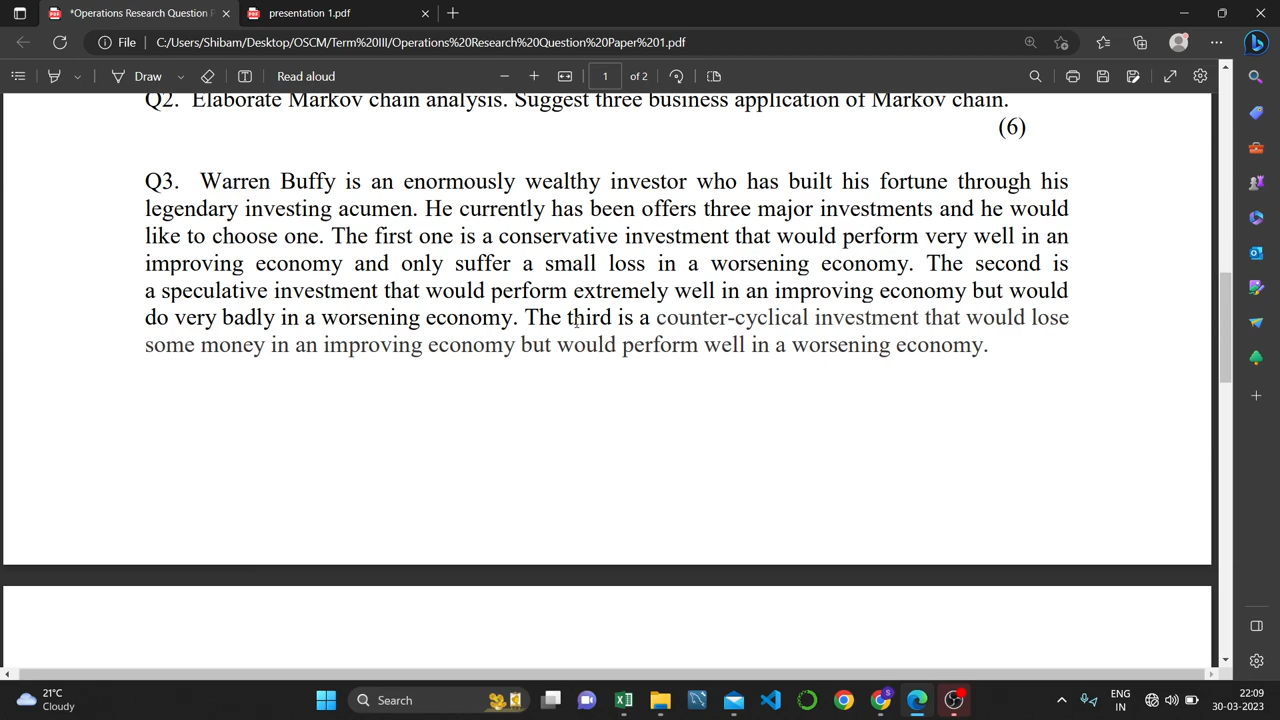 *Operations Research Question P
presentation 1.pdf
File
C:/Users/Shibam/Desktop/OSCM/Term%20III/Operations%20Research%20Question%20Paper%201.pdf
Draw
Read aloud
1
of 2
Q2. Elaborate Markov chain analysis. Suggest three business application of Markov chain.
(6)
Q3. Warren Buffy is an enormously wealthy investor who has built his fortune through his
legendary investing acumen. He currently has been offers three major investments and he would
like to choose one. The first one is a conservative investment that would perform very well in an
improving economy and only suffer a small loss in a worsening economy. The second is
a speculative investment that would perform extremely well in an improving economy but would
do very badly in a worsening economy. The third is a counter-cyclical investment that would lose
some money in an improving economy but would perform well in a worsening economy.
21°C
Cloudy
Search
ENG
IN
22:09
30-03-2023